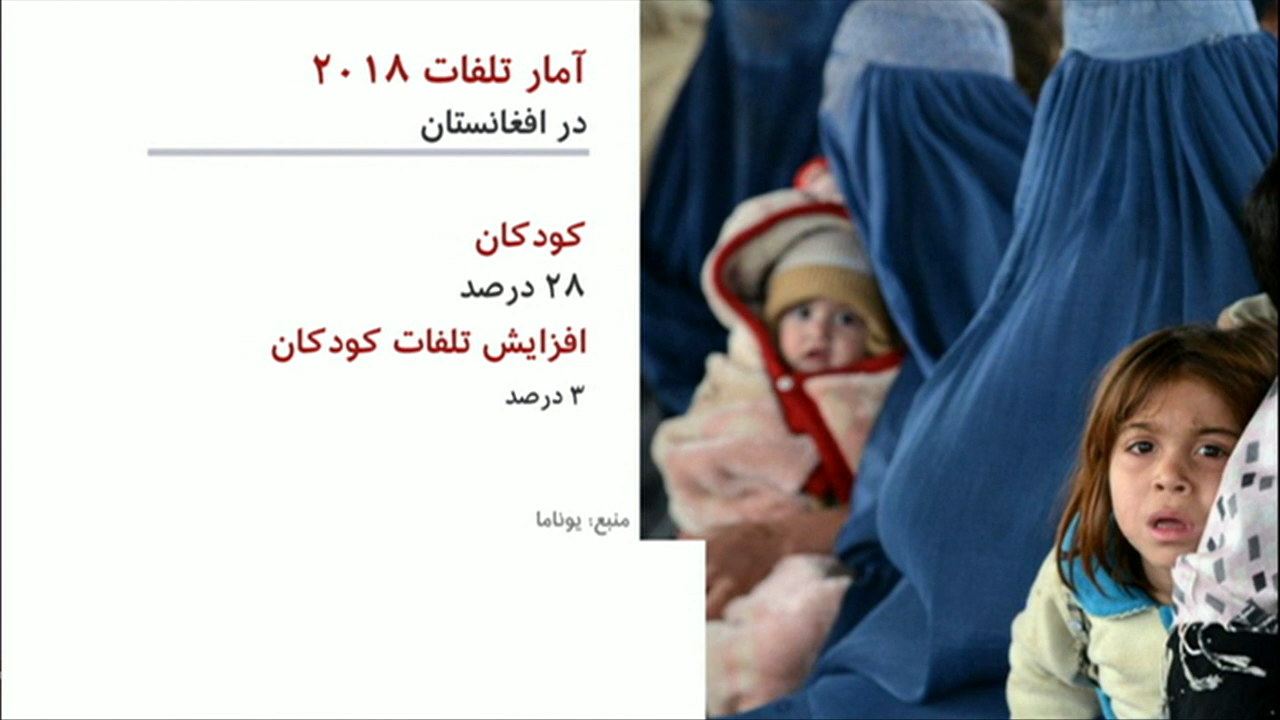 آمار تلفات ۲۰۱۸
در افغانستان
کودکان
۲۸ درصد
افزایش تلفات کودکان
۳ درصد
منبع: یوناما